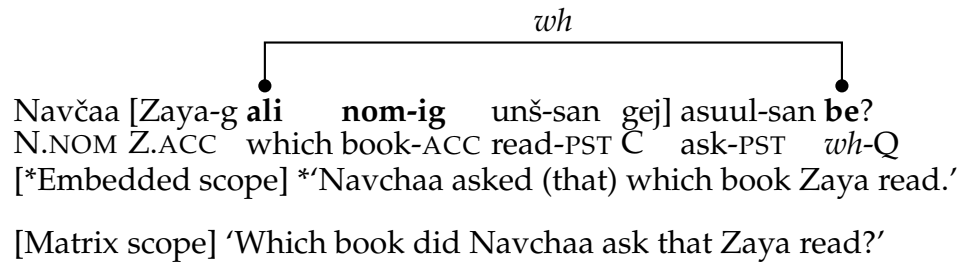 wh
Navčaa [Zaya-g ali nom-ig unš-san gej] asuul-san be?
N.NOM Z.ACC which book-ACC read-PST C ask-PST wh-Q
[*Embedded scope] *‘Navchaa asked (that) which book Zaya read.’
[Matrix scope] ‘Which book did Navchaa ask that Zaya read?’